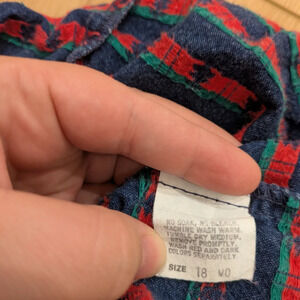 NO SOAK, NO BLEACH.
MACHINE WASH WARM.
TUMBLE DRY MEDIUM.
REMOVE PROMPTLY.
WASH RED AND DARK
COLORS SEPARATELY
SIZE 18 MO